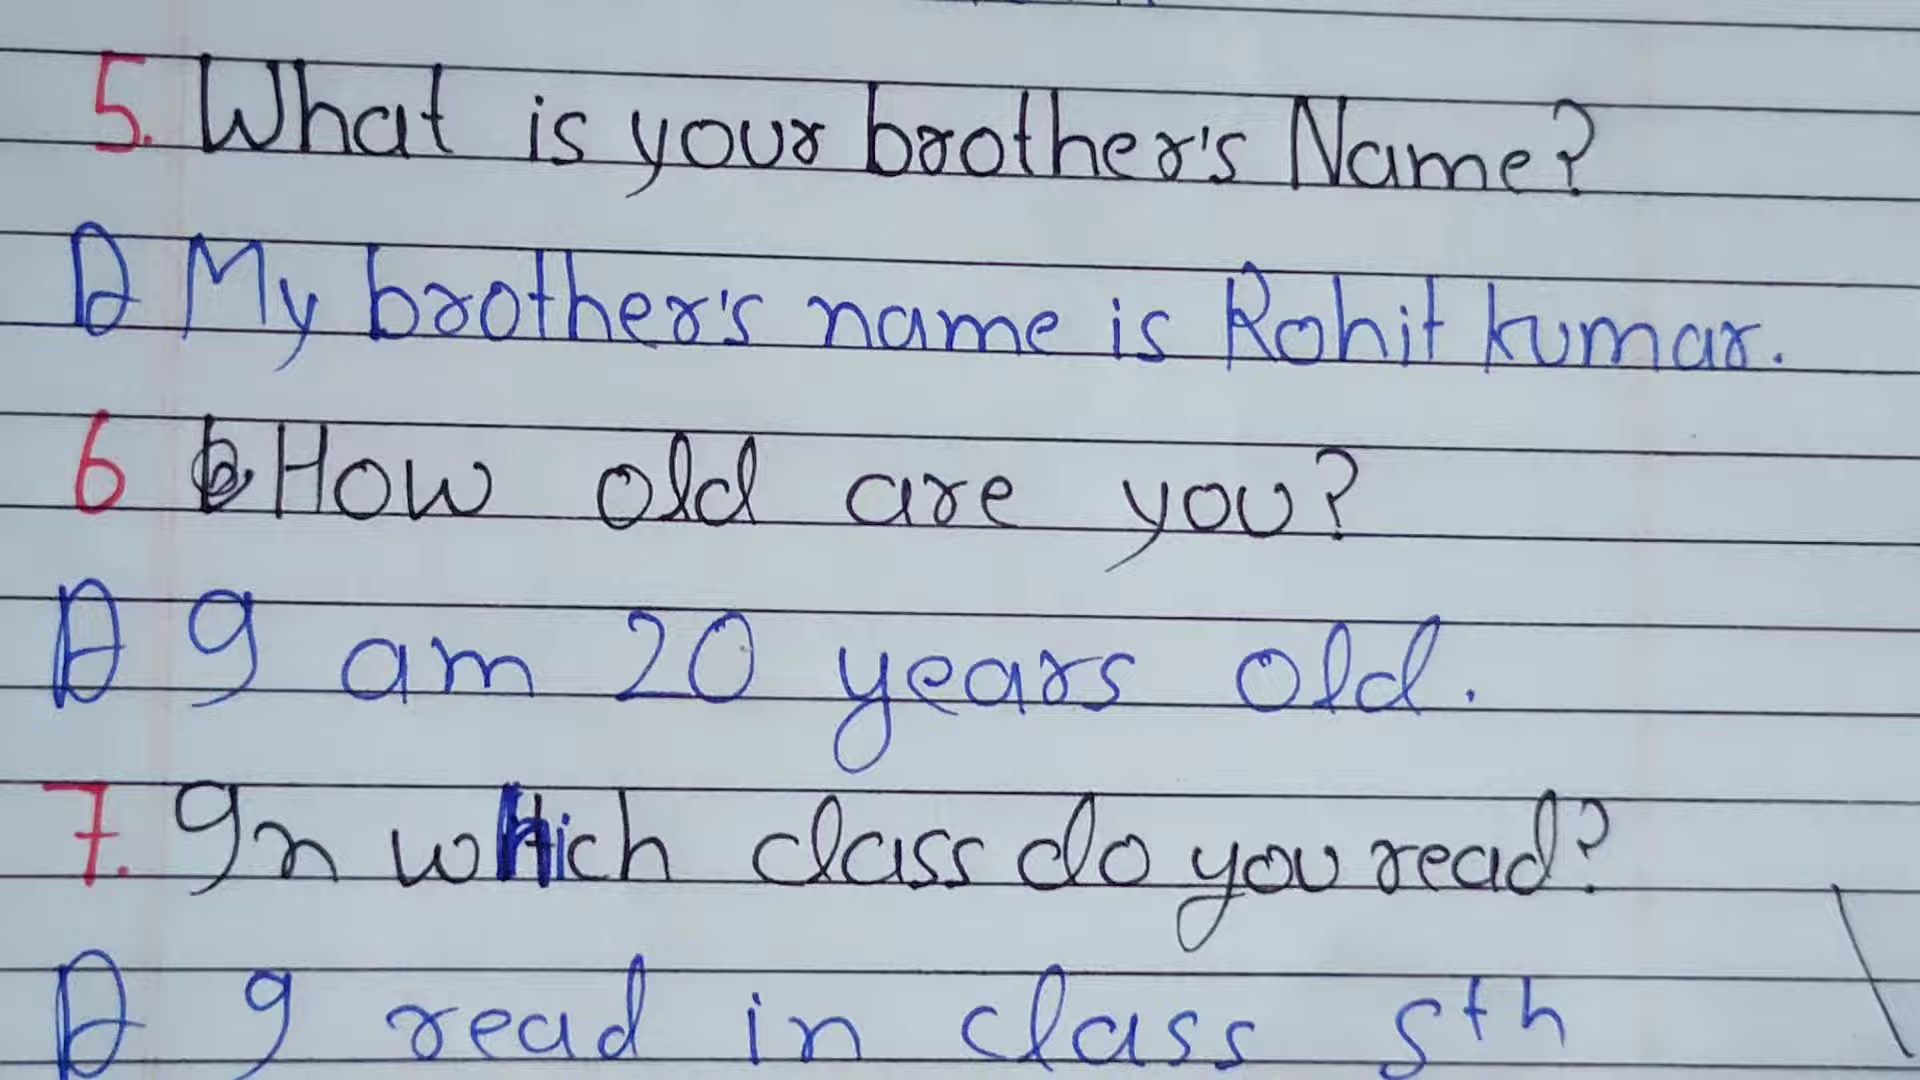 5. What is your brother's Name?
A My brother's name is Rohit kumar.
6 How old are you?
A I am 20 years old.
7. In which class do you read?
A I read in class 5th